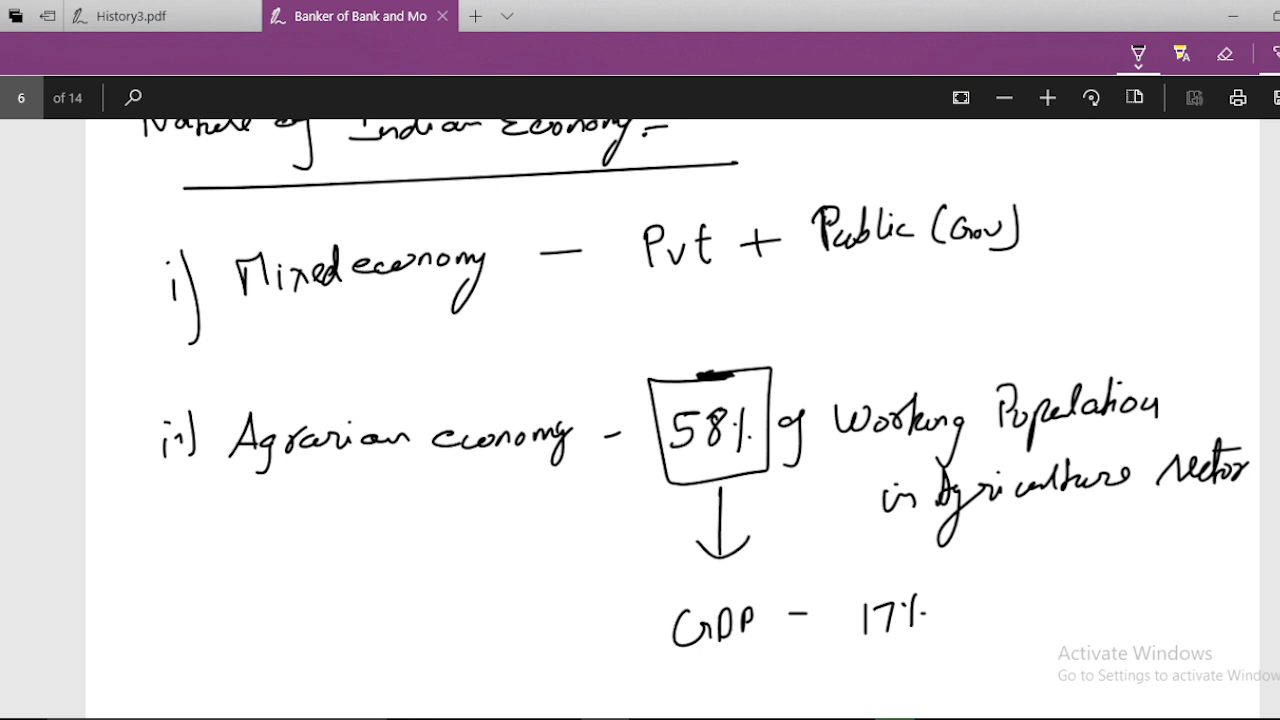 History3.pdf
Banker of Bank and Mo
6 of 14
Nature of Indian Economy:-
i) Mixed economy - Pvt + Public (Gov)
ii) Agrarian economy - 58% of Working Population
in Agriculture sector
GDP - 17%
Activate Windows
Go to Settings to activate Window